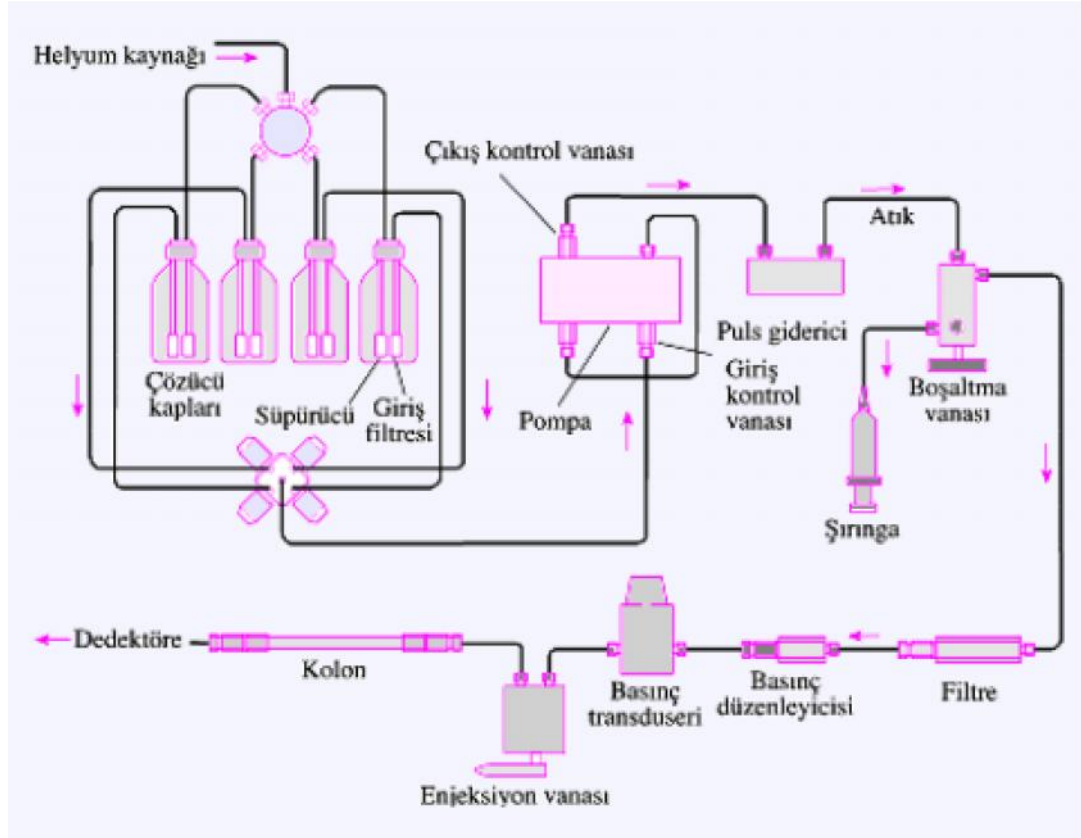 Helyum kaynağı
Çıkış kontrol vanası
Atık
Puls giderici
Giriş
kontrol
vanası
Boşaltma
vanası
Çözücü
kapları
Süpürücü
Giriş
filtresi
Pompa
Şırınga
Dedektöre
Kolon
Basınç
transduseri
Basınç
düzenleyicisi
Filtre
Enjeksiyon vanası